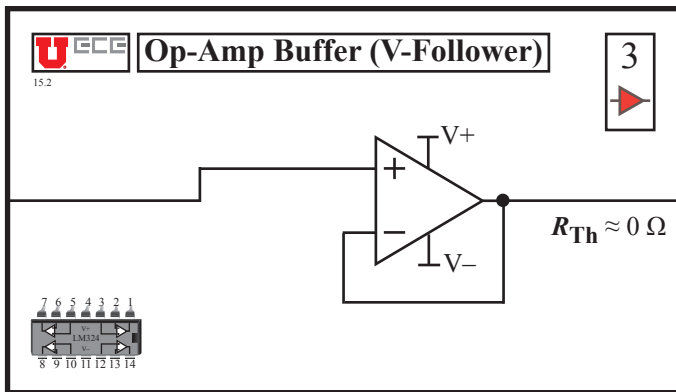 U ECE
Op-Amp Buffer (V-Follower)
3
15.2
V+
+
−
R_Th ≈ 0 Ω
V−
7 6 5 4 3 2 1
V+
LM324
V−
8 9 10 11 12 13 14